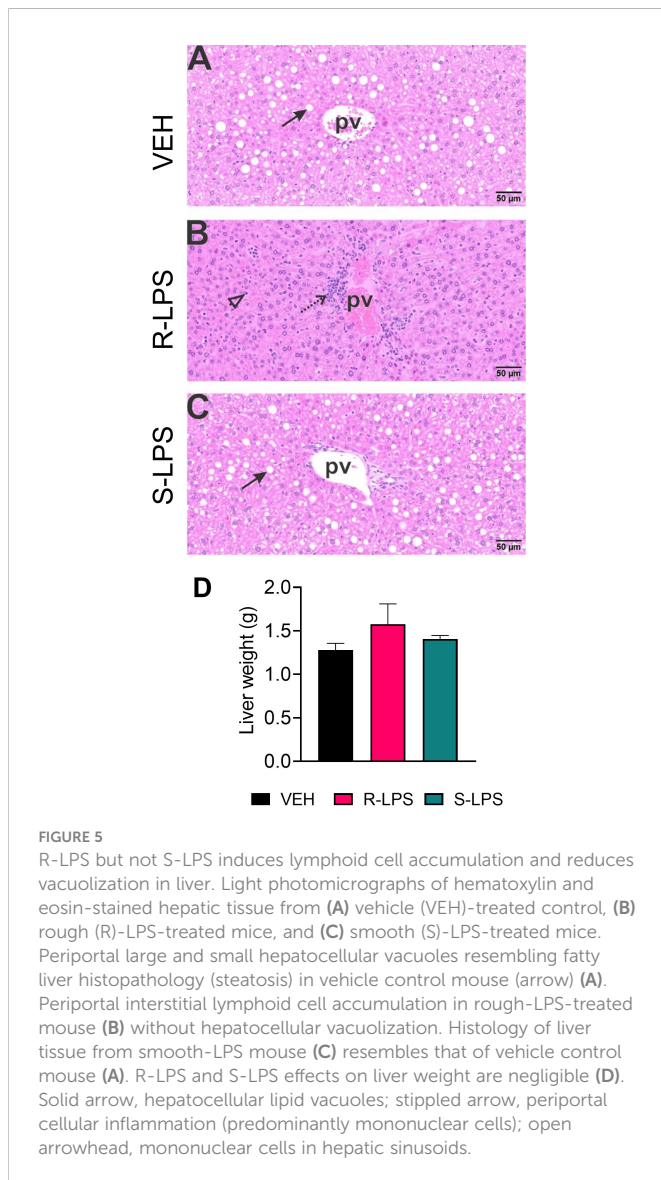 A
VEH
pv
50 µm
B
R-LPS
pv
50 µm
C
S-LPS
pv
50 µm
D
Liver weight (g)
2.0
1.5
1.0
0.5
0.0
VEH R-LPS S-LPS
FIGURE 5
R-LPS but not S-LPS induces lymphoid cell accumulation and reduces
vacuolization in liver. Light photomicrographs of hematoxylin and
eosin-stained hepatic tissue from (A) vehicle (VEH)-treated control, (B)
rough (R)-LPS-treated mice, and (C) smooth (S)-LPS-treated mice.
Periportal large and small hepatocellular vacuoles resembling fatty
liver histopathology (steatosis) in vehicle control mouse (arrow) (A).
Periportal interstitial lymphoid cell accumulation in rough-LPS-treated
mouse (B) without hepatocellular vacuolization. Histology of liver
tissue from smooth-LPS mouse (C) resembles that of vehicle control
mouse (A). R-LPS and S-LPS effects on liver weight are negligible (D).
Solid arrow, hepatocellular lipid vacuoles; stippled arrow, periportal
cellular inflammation (predominantly mononuclear cells); open
arrowhead, mononuclear cells in hepatic sinusoids.